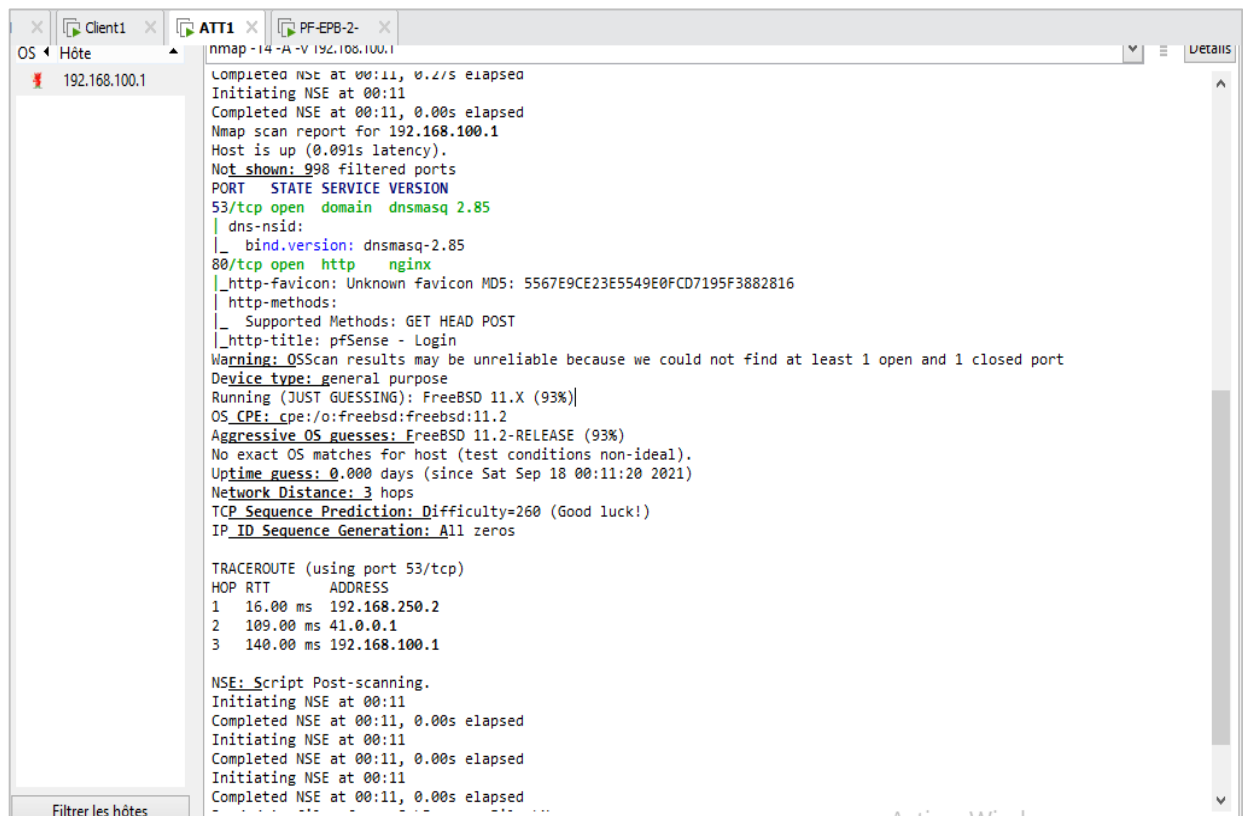 Client1
ATT1
PF-EPB-2-
OS Hôte
nmap -T4 -A -v 192.168.100.1
Détails
192.168.100.1
Completed NSE at 00:11, 0.27s elapsed
Initiating NSE at 00:11
Completed NSE at 00:11, 0.00s elapsed
Nmap scan report for 192.168.100.1
Host is up (0.091s latency).
Not shown: 998 filtered ports
PORT   STATE SERVICE VERSION
53/tcp open  domain  dnsmasq 2.85
| dns-nsid:
|_  bind.version: dnsmasq-2.85
80/tcp open  http    nginx
|_http-favicon: Unknown favicon MD5: 5567E9CE23E5549E0FCD7195F3882816
| http-methods:
|_  Supported Methods: GET HEAD POST
|_http-title: pfSense - Login
Warning: OSScan results may be unreliable because we could not find at least 1 open and 1 closed port
Device type: general purpose
Running (JUST GUESSING): FreeBSD 11.X (93%)
OS CPE: cpe:/o:freebsd:freebsd:11.2
Aggressive OS guesses: FreeBSD 11.2-RELEASE (93%)
No exact OS matches for host (test conditions non-ideal).
Uptime guess: 0.000 days (since Sat Sep 18 00:11:20 2021)
Network Distance: 3 hops
TCP Sequence Prediction: Difficulty=260 (Good luck!)
IP ID Sequence Generation: All zeros
TRACEROUTE (using port 53/tcp)
HOP RTT       ADDRESS
1   16.00 ms  192.168.250.2
2   109.00 ms 41.0.0.1
3   140.00 ms 192.168.100.1
NSE: Script Post-scanning.
Initiating NSE at 00:11
Completed NSE at 00:11, 0.00s elapsed
Initiating NSE at 00:11
Completed NSE at 00:11, 0.00s elapsed
Initiating NSE at 00:11
Completed NSE at 00:11, 0.00s elapsed
Filtrer les hôtes